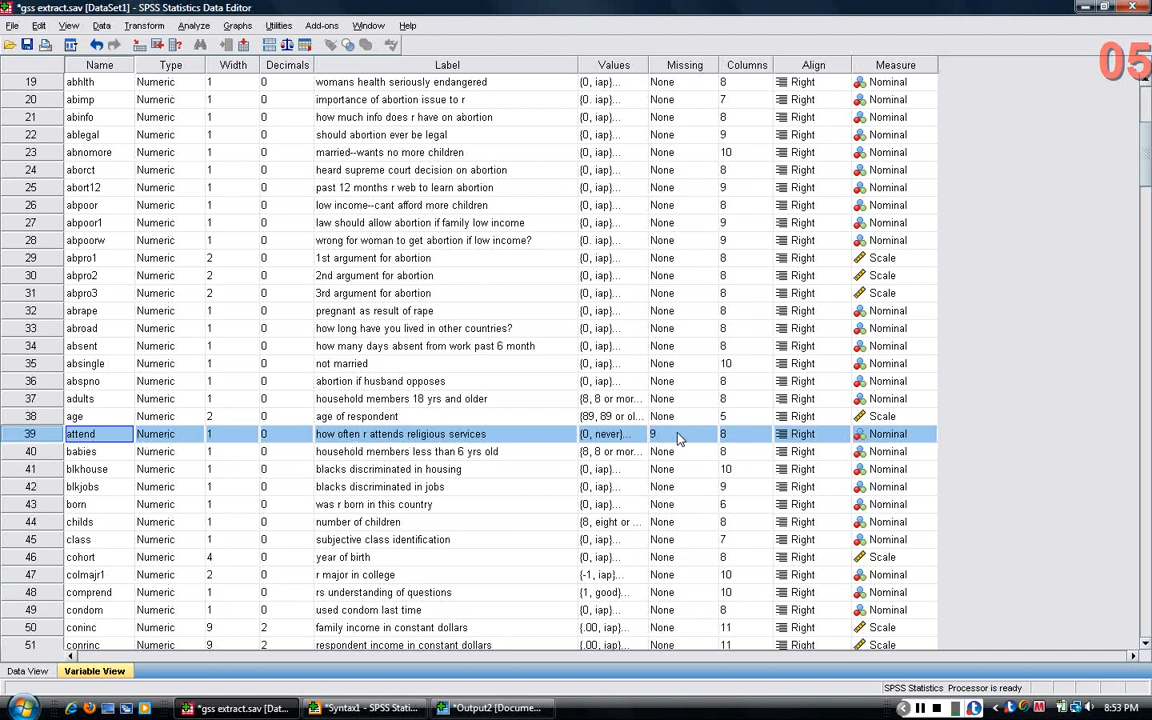 *gss extract.sav [DataSet1] - SPSS Statistics Data Editor
File Edit View Data Transform Analyze Graphs Utilities Add-ons Window Help
05
Name Type Width Decimals Label Values Missing Columns Align Measure
19 abhlth Numeric 1 0 womans health seriously endangered {0, iap}... None 8 Right Nominal
20 abimp Numeric 1 0 importance of abortion issue to r {0, iap}... None 7 Right Nominal
21 abinfo Numeric 1 0 how much info does r have on abortion {0, iap}... None 8 Right Nominal
22 ablegal Numeric 1 0 should abortion ever be legal {0, iap}... None 9 Right Nominal
23 abnomore Numeric 1 0 married--wants no more children {0, iap}... None 10 Right Nominal
24 aborct Numeric 1 0 heard supreme court decision on abortion {0, iap}... None 8 Right Nominal
25 abort12 Numeric 1 0 past 12 months r web to learn abortion {0, iap}... None 9 Right Nominal
26 abpoor Numeric 1 0 low income--cant afford more children {0, iap}... None 8 Right Nominal
27 abpoor1 Numeric 1 0 law should allow abortion if family low income {0, iap}... None 9 Right Nominal
28 abpoorw Numeric 1 0 wrong for woman to get abortion if low income? {0, iap}... None 9 Right Nominal
29 abpro1 Numeric 2 0 1st argument for abortion {0, iap}... None 8 Right Scale
30 abpro2 Numeric 2 0 2nd argument for abortion {0, iap}... None 8 Right Scale
31 abpro3 Numeric 2 0 3rd argument for abortion {0, iap}... None 8 Right Scale
32 abrape Numeric 1 0 pregnant as result of rape {0, iap}... None 8 Right Nominal
33 abroad Numeric 1 0 how long have you lived in other countries? {0, iap}... None 8 Right Nominal
34 absent Numeric 1 0 how many days absent from work past 6 month {0, iap}... None 8 Right Nominal
35 absingle Numeric 1 0 not married {0, iap}... None 10 Right Nominal
36 abspno Numeric 1 0 abortion if husband opposes {0, iap}... None 8 Right Nominal
37 adults Numeric 1 0 household members 18 yrs and older {8, 8 or mor... None 8 Right Nominal
38 age Numeric 2 0 age of respondent {89, 89 or ol... None 5 Right Scale
39 attend Numeric 1 0 how often r attends religious services {0, never}... 9 8 Right Nominal
40 babies Numeric 1 0 household members less than 6 yrs old {8, 8 or mor... None 8 Right Nominal
41 blkhouse Numeric 1 0 blacks discriminated in housing {0, iap}... None 10 Right Nominal
42 blkjobs Numeric 1 0 blacks discriminated in jobs {0, iap}... None 9 Right Nominal
43 born Numeric 1 0 was r born in this country {0, iap}... None 6 Right Nominal
44 childs Numeric 1 0 number of children {8, eight or ... None 8 Right Nominal
45 class Numeric 1 0 subjective class identification {0, iap}... None 7 Right Nominal
46 cohort Numeric 4 0 year of birth {0, iap}... None 8 Right Scale
47 colmajr1 Numeric 2 0 r major in college {-1, iap}... None 10 Right Nominal
48 comprend Numeric 1 0 rs understanding of questions {1, good}... None 10 Right Nominal
49 condom Numeric 1 0 used condom last time {0, iap}... None 8 Right Nominal
50 coninc Numeric 9 2 family income in constant dollars {.00, iap}... None 11 Right Scale
51 conrinc Numeric 9 2 respondent income in constant dollars {.00, iap}... None 11 Right Scale
Data View Variable View
SPSS Statistics Processor is ready
*gss extract.sav [Dat... *Syntax1 - SPSS Stati... *Output2 [Docume... 8:53 PM